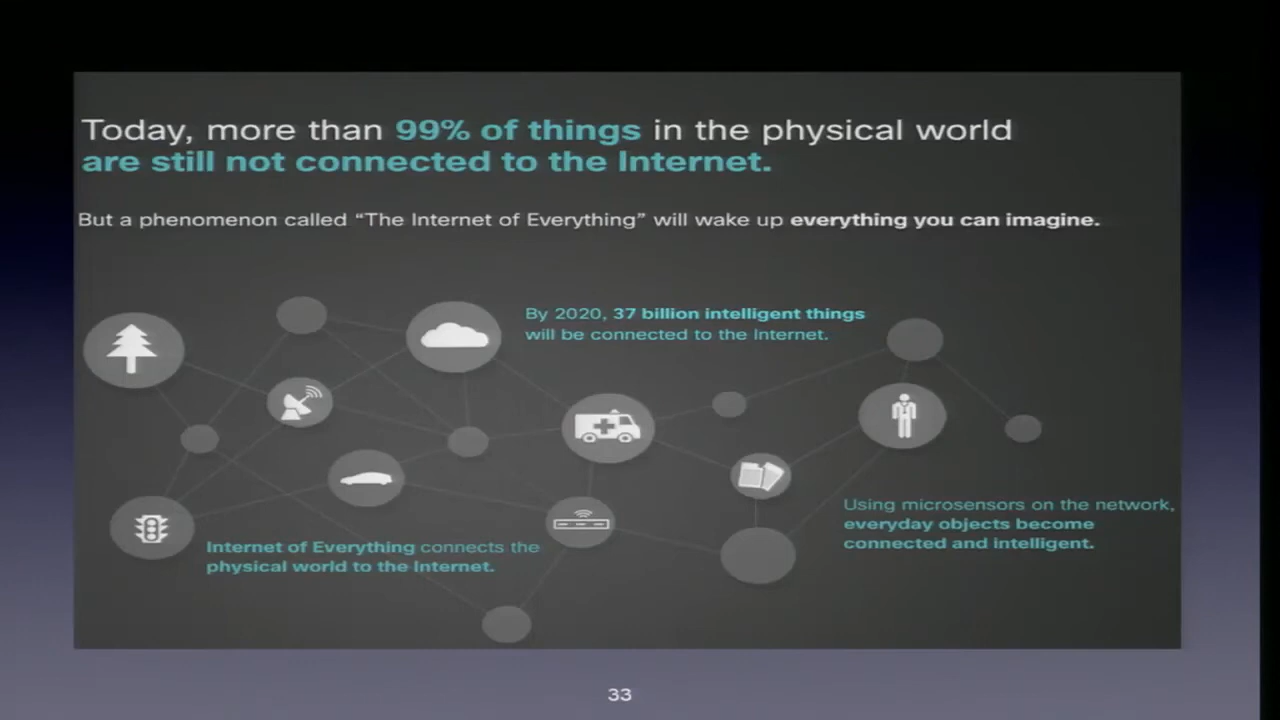 Today, more than 99% of things in the physical world
are still not connected to the Internet.
But a phenomenon called “The Internet of Everything” will wake up everything you can imagine.
By 2020, 37 billion intelligent things
will be connected to the Internet.
Using microsensors on the network,
everyday objects become
connected and intelligent.
Internet of Everything connects the
physical world to the Internet.
33